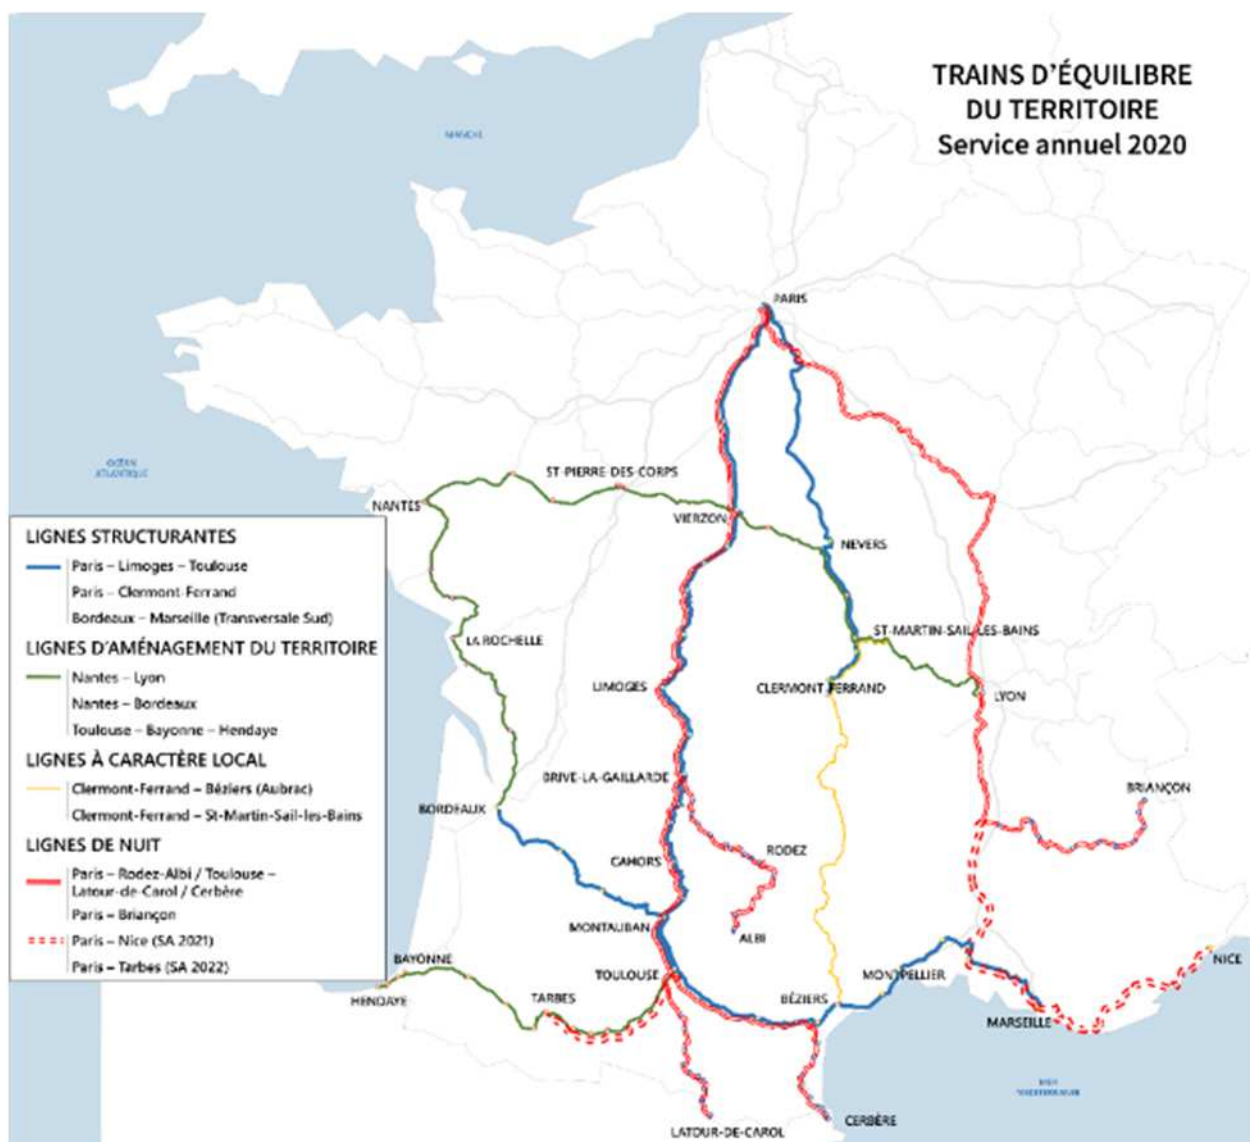 TRAINS D'ÉQUILIBRE
DU TERRITOIRE
Service annuel 2020
MANCHE
PARIS
OCÉAN
ATLANTIQUE
ST-PIERRE-DES-CORPS
NANTES
VIERZON
NEVERS
LIGNES STRUCTURANTES
Paris – Limoges – Toulouse
Paris – Clermont-Ferrand
Bordeaux – Marseille (Transversale Sud)
LIGNES D'AMÉNAGEMENT DU TERRITOIRE
Nantes – Lyon
Nantes – Bordeaux
Toulouse – Bayonne – Hendaye
LIGNES À CARACTÈRE LOCAL
Clermont-Ferrand – Béziers (Aubrac)
Clermont-Ferrand – St-Martin-Sail-les-Bains
LIGNES DE NUIT
Paris – Rodez-Albi / Toulouse –
Latour-de-Carol / Cerbère
Paris – Briançon
Paris – Nice (SA 2021)
Paris – Tarbes (SA 2022)
LA ROCHELLE
ST-MARTIN-SAIL-LES-BAINS
LIMOGES
CLERMONT-FERRAND
LYON
BRIVE-LA-GAILLARDE
BRIANÇON
BORDEAUX
CAHORS
RODEZ
MONTAUBAN
ALBI
BAYONNE
TOULOUSE
MONTPELLIER
NICE
HENDAYE
TARBES
BÉZIERS
MARSEILLE
MER
MÉDITERRANÉE
LATOUR-DE-CAROL
CERBÈRE